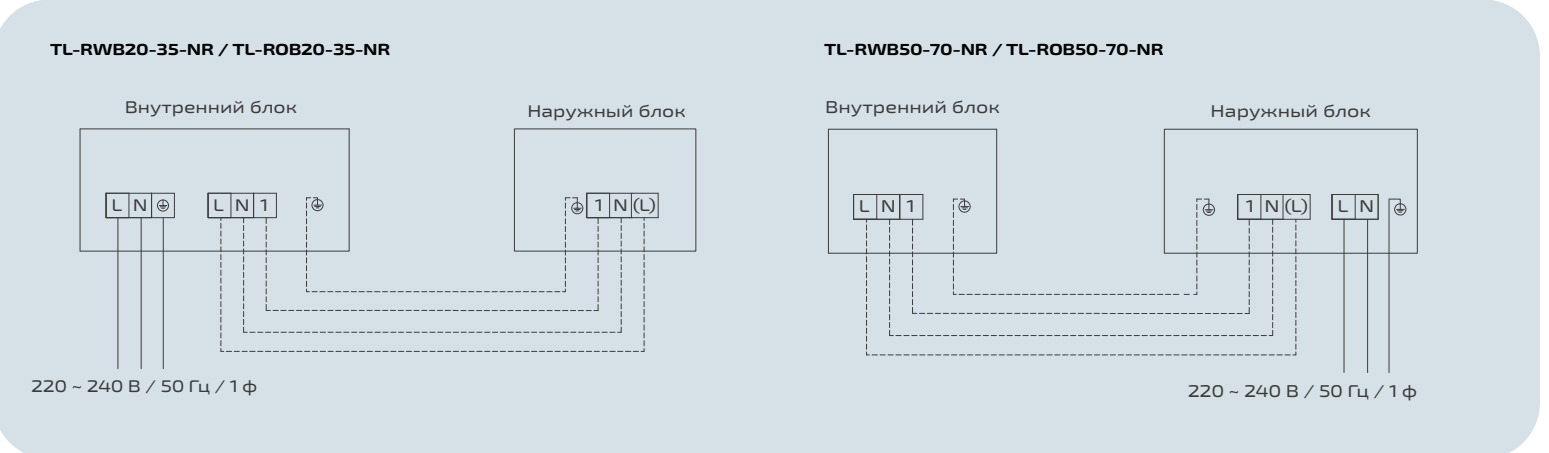 TL-RWB20-35-NR / TL-ROB20-35-NR
Внутренний блок
Наружный блок
L N L N 1
1 N (L)
220 ~ 240 В / 50 Гц / 1 ф
TL-RWB50-70-NR / TL-ROB50-70-NR
Внутренний блок
Наружный блок
L N 1
1 N (L) L N
220 ~ 240 В / 50 Гц / 1 ф